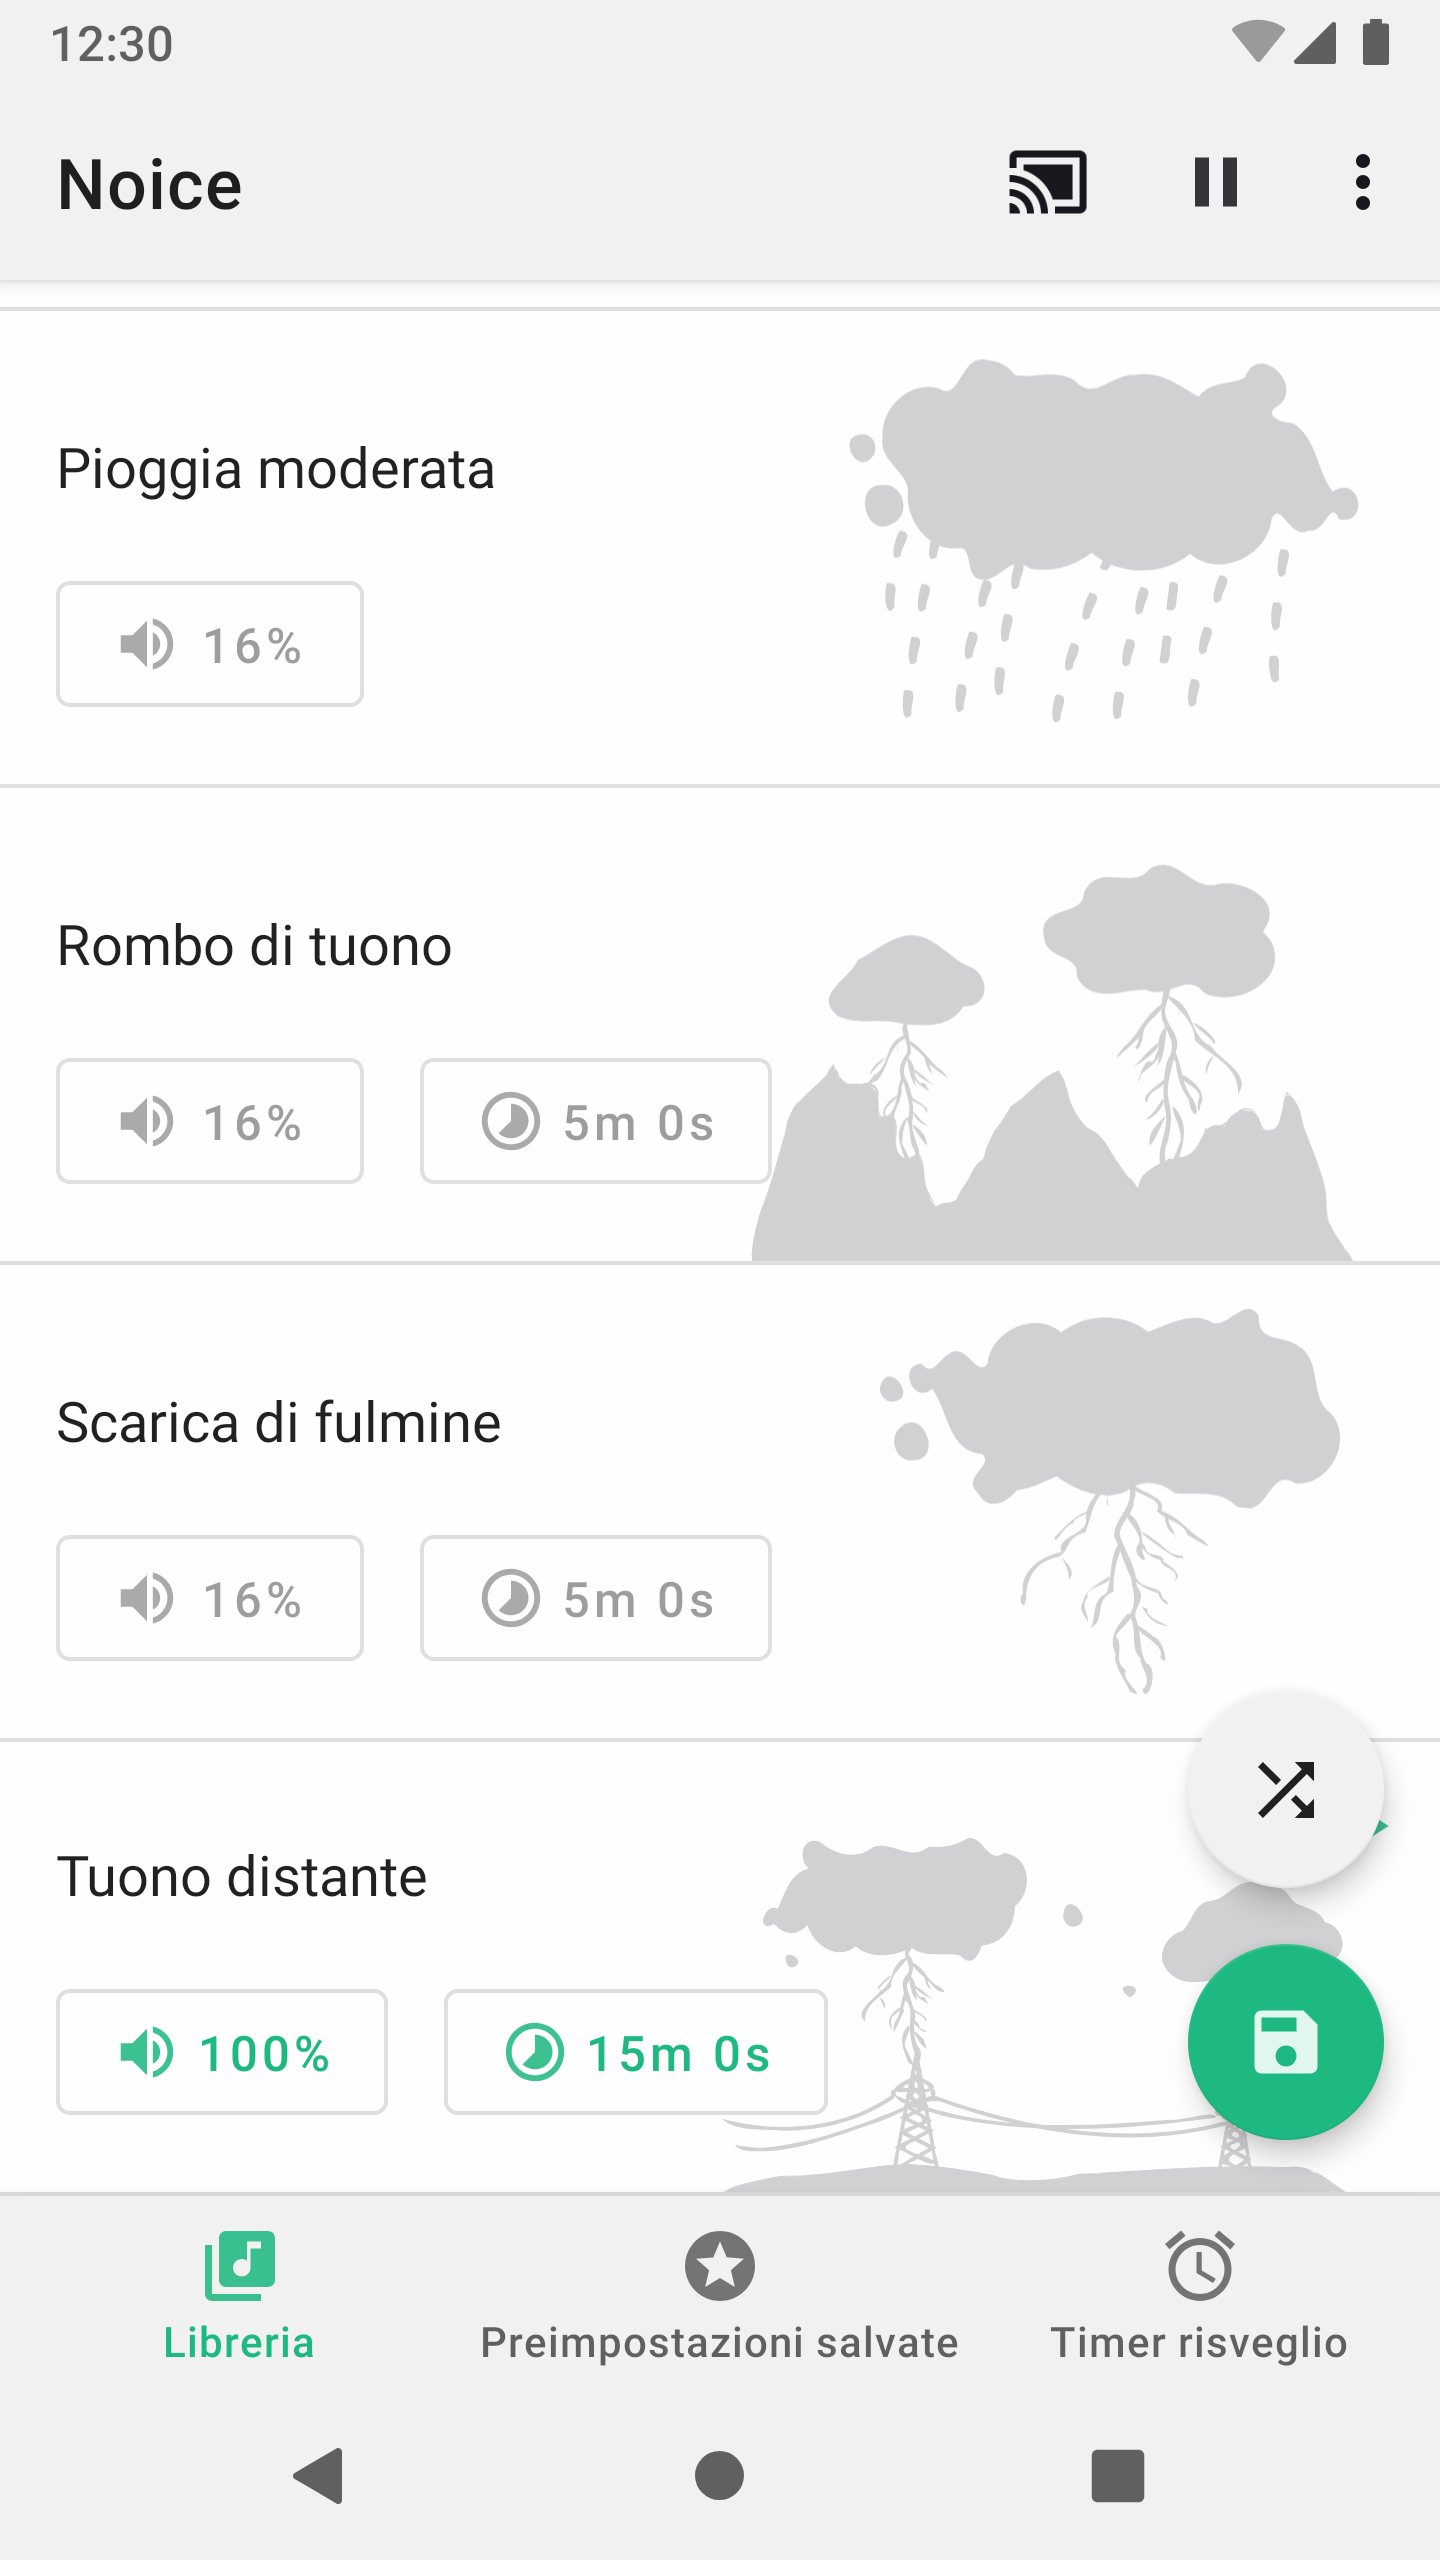 12:30
Noice
Pioggia moderata
16%
Rombo di tuono
16% 5m 0s
Scarica di fulmine
16% 5m 0s
Tuono distante
100% 15m 0s
Libreria Preimpostazioni salvate Timer risveglio